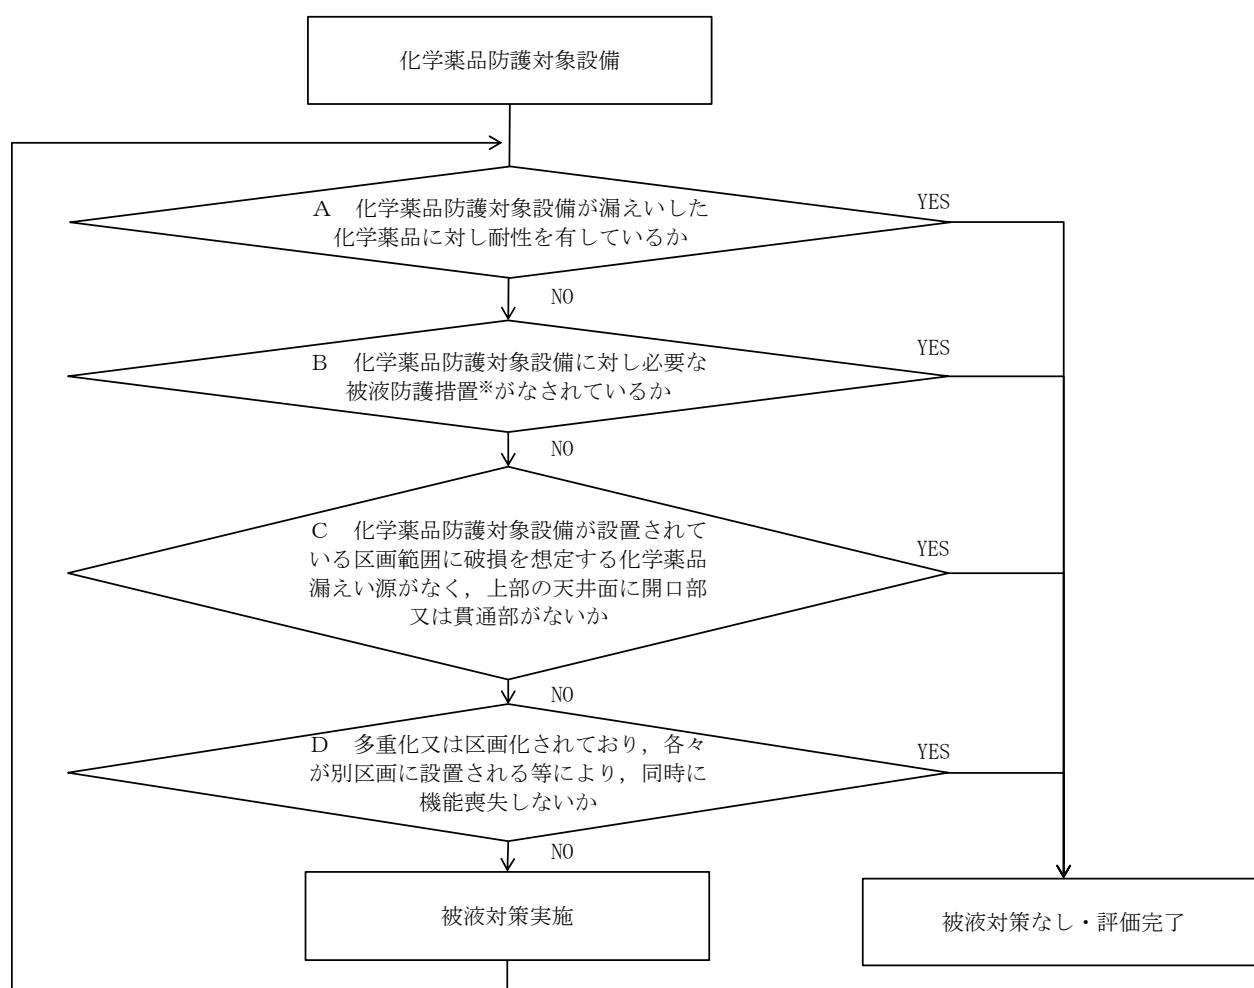 化学薬品防護対象設備
A　化学薬品防護対象設備が漏えいした
化学薬品に対し耐性を有しているか
YES
NO
B　化学薬品防護対象設備に対し必要な
被液防護措置※がなされているか
YES
NO
C　化学薬品防護対象設備が設置されて
いる区画範囲に破損を想定する化学薬品
漏えい源がなく，上部の天井面に開口部
又は貫通部がないか
YES
NO
D　多重化又は区画化されており，各々
が別区画に設置される等により，同時に
機能喪失しないか
YES
NO
被液対策実施
被液対策なし・評価完了